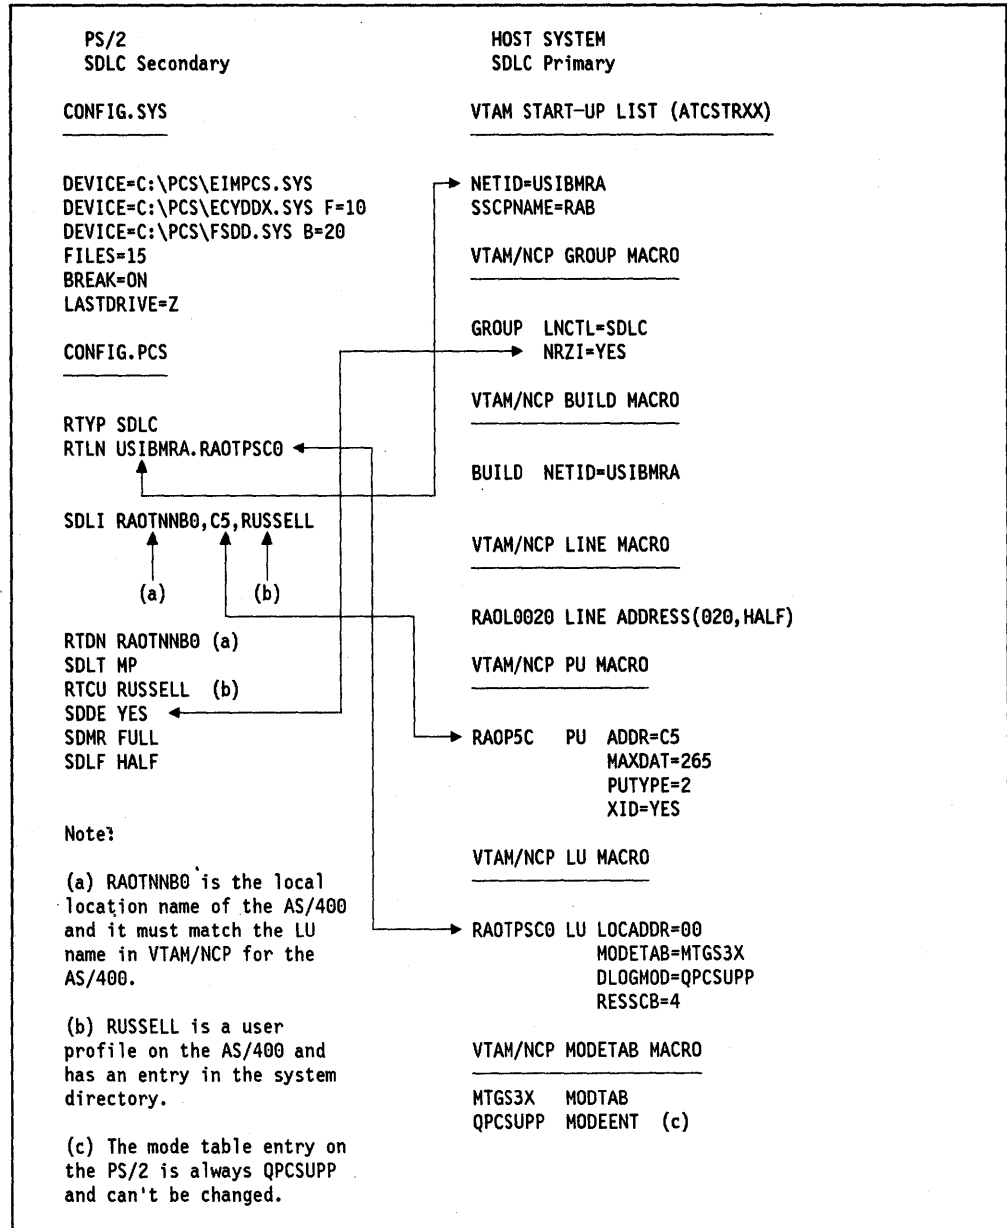 PS/2
SDLC Secondary
CONFIG.SYS
DEVICE=C:\PCS\EIMPCS.SYS
DEVICE=C:\PCS\ECYDDX.SYS F=10
DEVICE=C:\PCS\FSDD.SYS B=20
FILES=15
BREAK=ON
LASTDRIVE=Z
CONFIG.PCS
RTYP SDLC
RTLN USIBMRA.RAOTPSC0
SDLI RAOTNNB0,C5,RUSSELL
(a) (b)
RTDN RAOTNNB0 (a)
SDLT MP
RTCU RUSSELL (b)
SDDE YES
SDMR FULL
SDLF HALF
Note:
(a) RAOTNNB0 is the local
location name of the AS/400
and it must match the LU
name in VTAM/NCP for the
AS/400.
(b) RUSSELL is a user
profile on the AS/400 and
has an entry in the system
directory.
(c) The mode table entry on
the PS/2 is always QPCSUPP
and can't be changed.
HOST SYSTEM
SDLC Primary
VTAM START-UP LIST (ATCSTRXX)
NETID=USIBMRA
SSCPNAME=RAB
VTAM/NCP GROUP MACRO
GROUP LNCTL=SDLC
NRZI=YES
VTAM/NCP BUILD MACRO
BUILD NETID=USIBMRA
VTAM/NCP LINE MACRO
RAOL0020 LINE ADDRESS(020,HALF)
VTAM/NCP PU MACRO
RAOP5C PU ADDR=C5
MAXDAT=265
PUTYPE=2
XID=YES
VTAM/NCP LU MACRO
RAOTPSC0 LU LOCADDR=00
MODETAB=MTGS3X
DLOGMOD=QPCSUPP
RESSCB=4
VTAM/NCP MODETAB MACRO
MTGS3X MODTAB
QPCSUPP MODEENT (c)